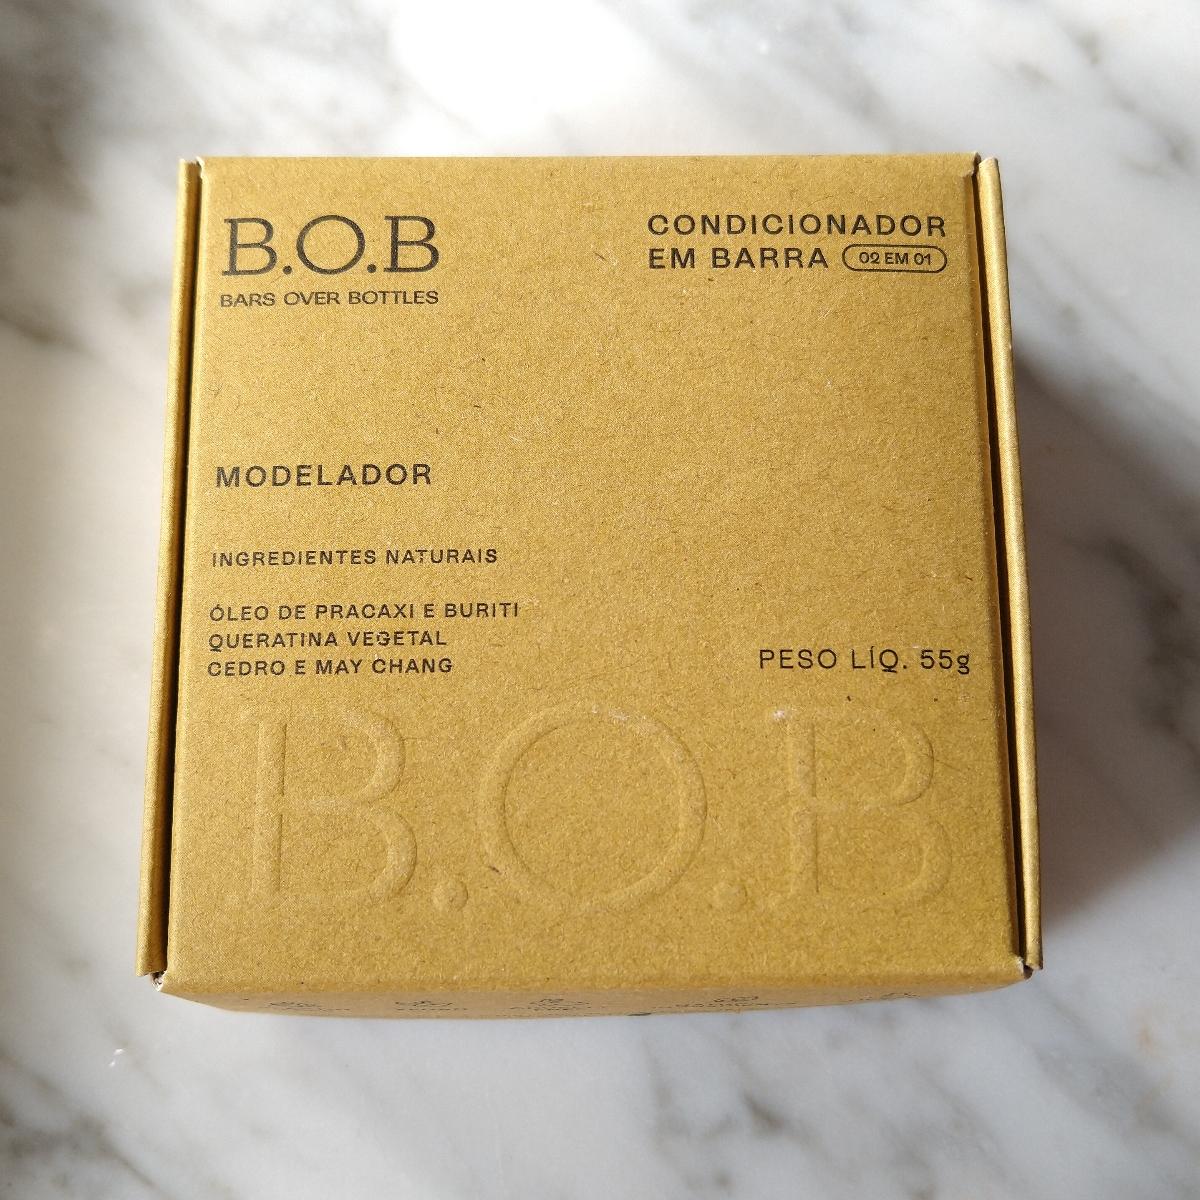 B.O.B
BARS OVER BOTTLES
CONDICIONADOR
EM BARRA 02 EM 01
MODELADOR
INGREDIENTES NATURAIS
ÓLEO DE PRACAXI E BURITI
QUERATINA VEGETAL
CEDRO E MAY CHANG
PESO LÍQ. 55g
B.O.B